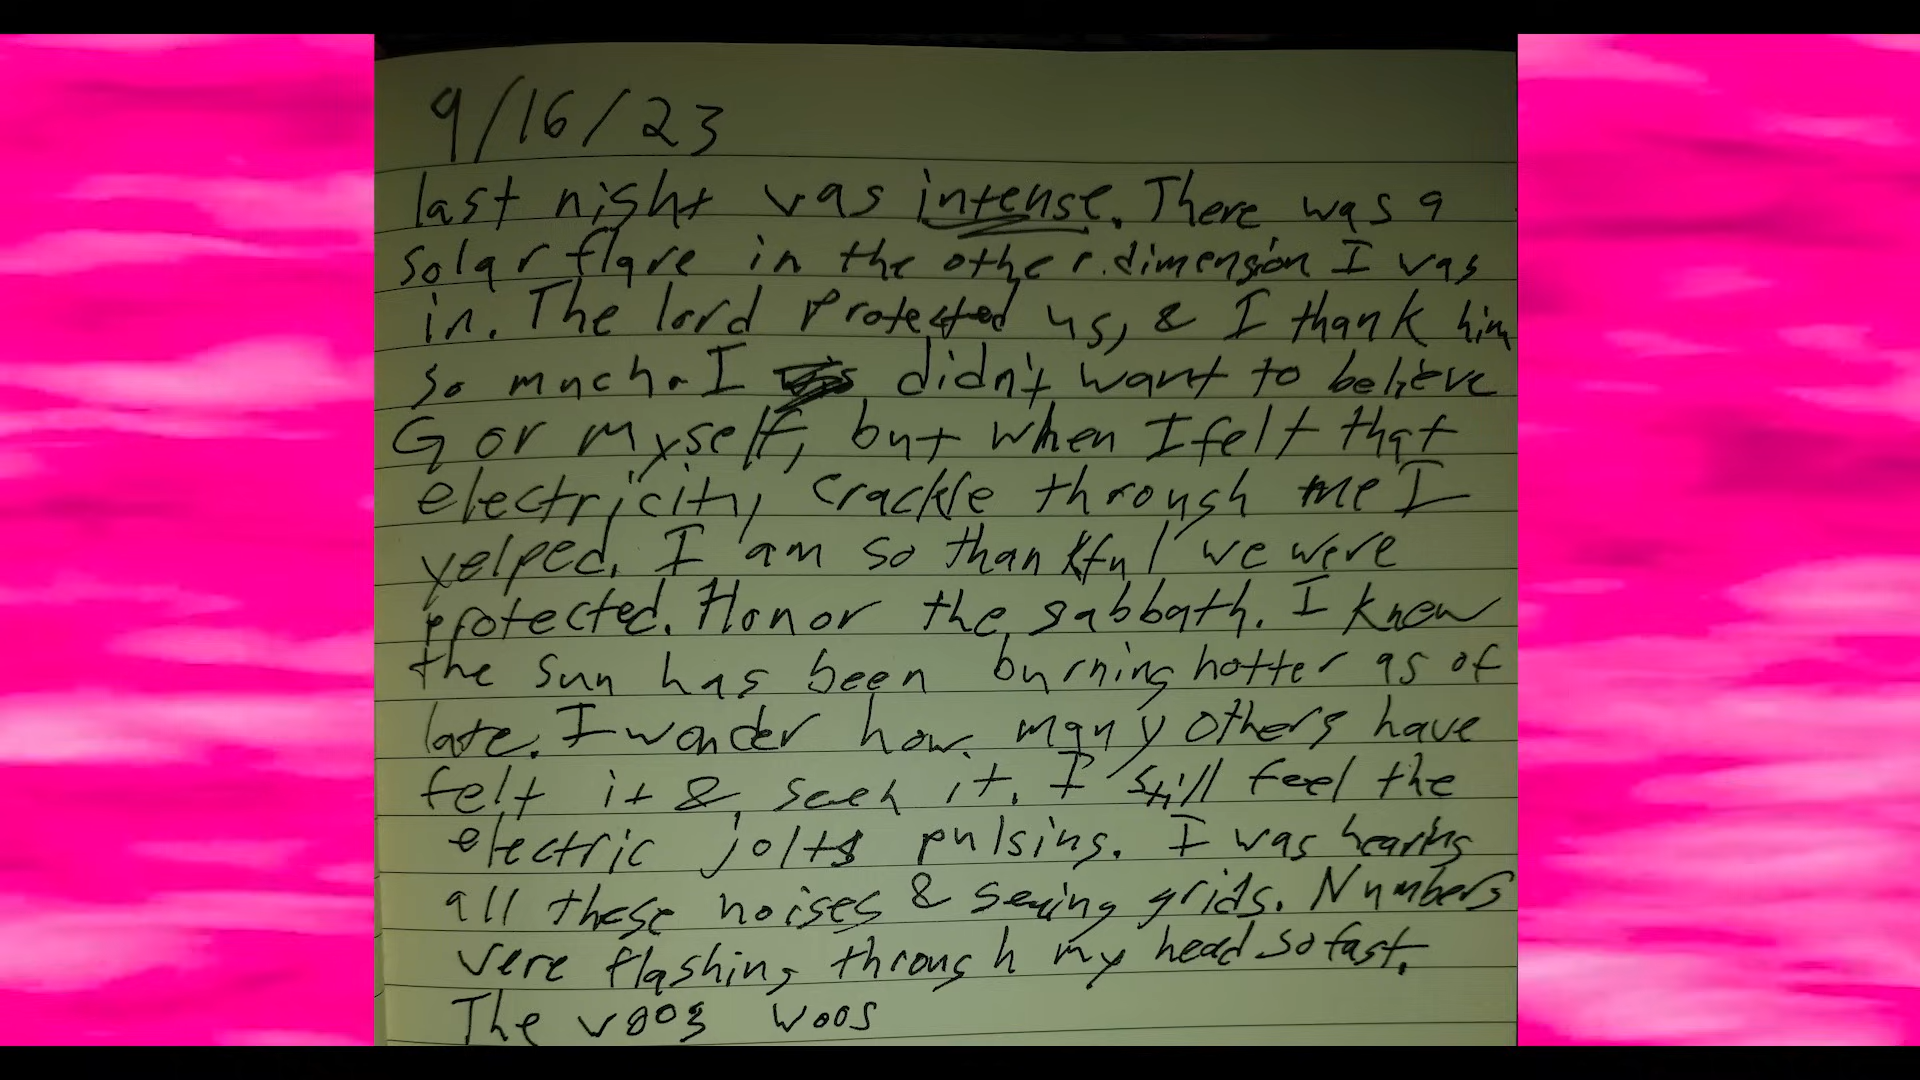 9/16/23
last night was intense. There was a
solar flare in the other dimension I was
in. The lord protected us, & I thank him
so much. I didn't want to believe
G or myself, but when I felt that
electricity crackle through me I
yelped. I am so thankful we were
protected. Honor the sabbath. I knew
the sun has been burning hotter as of
late. I wonder how many others have
felt it & seen it. I still feel the
electric jolts pulsing. I was hearing
all these noises & seeing grids. Numbers
were flashing through my head so fast.
The woos woos